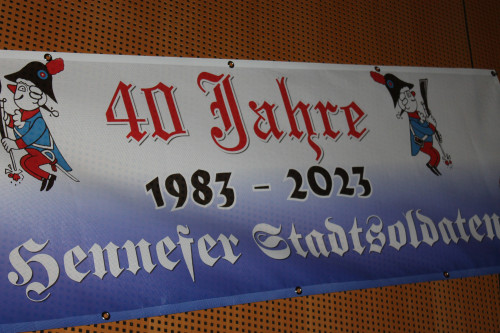 40 Jahre
1983 - 2023
Hennefer Stadtsoldaten